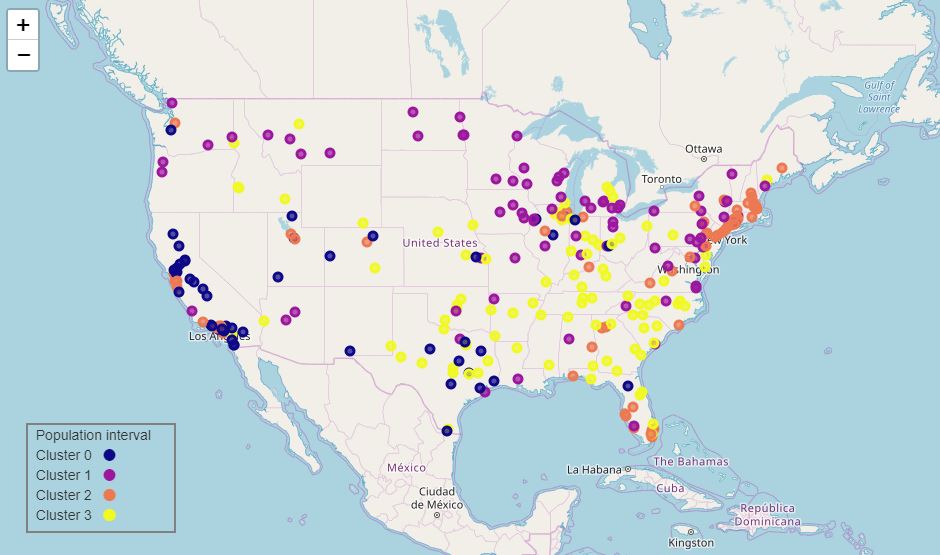 +
−
Gulf of
Saint
Lawrence
Ottawa
Toronto
United States
New York
Washington
Los Angeles
Population interval
Cluster 0
Cluster 1
Cluster 2
Cluster 3
México
Ciudad
de México
La Habana
The Bahamas
Cuba
República
Dominicana
Kingston